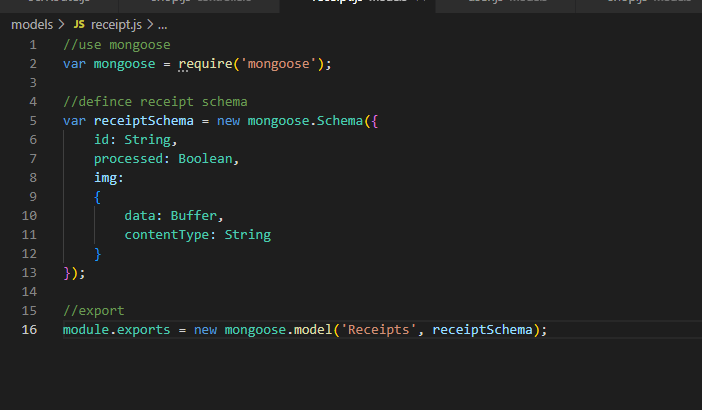 models > JS receipt.js > ...
1 //use mongoose
2 var mongoose = require('mongoose');
3
4 //defince receipt schema
5 var receiptSchema = new mongoose.Schema({
6     id: String,
7     processed: Boolean,
8     img:
9     {
10         data: Buffer,
11         contentType: String
12     }
13 });
14
15 //export
16 module.exports = new mongoose.model('Receipts', receiptSchema);